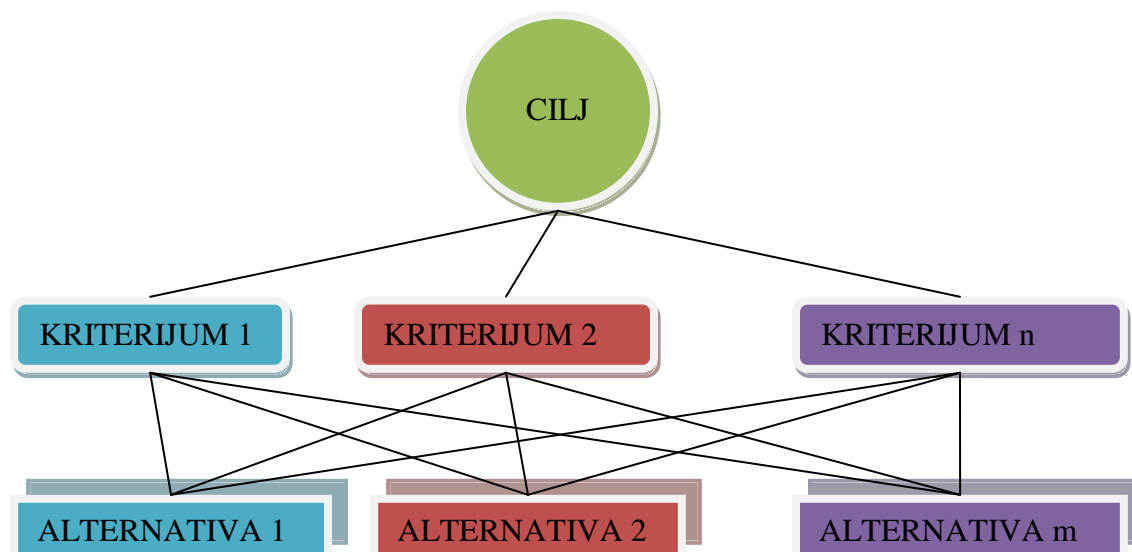 CILJ
KRITERIJUM 1
KRITERIJUM 2
KRITERIJUM n
ALTERNATIVA 1
ALTERNATIVA 2
ALTERNATIVA m